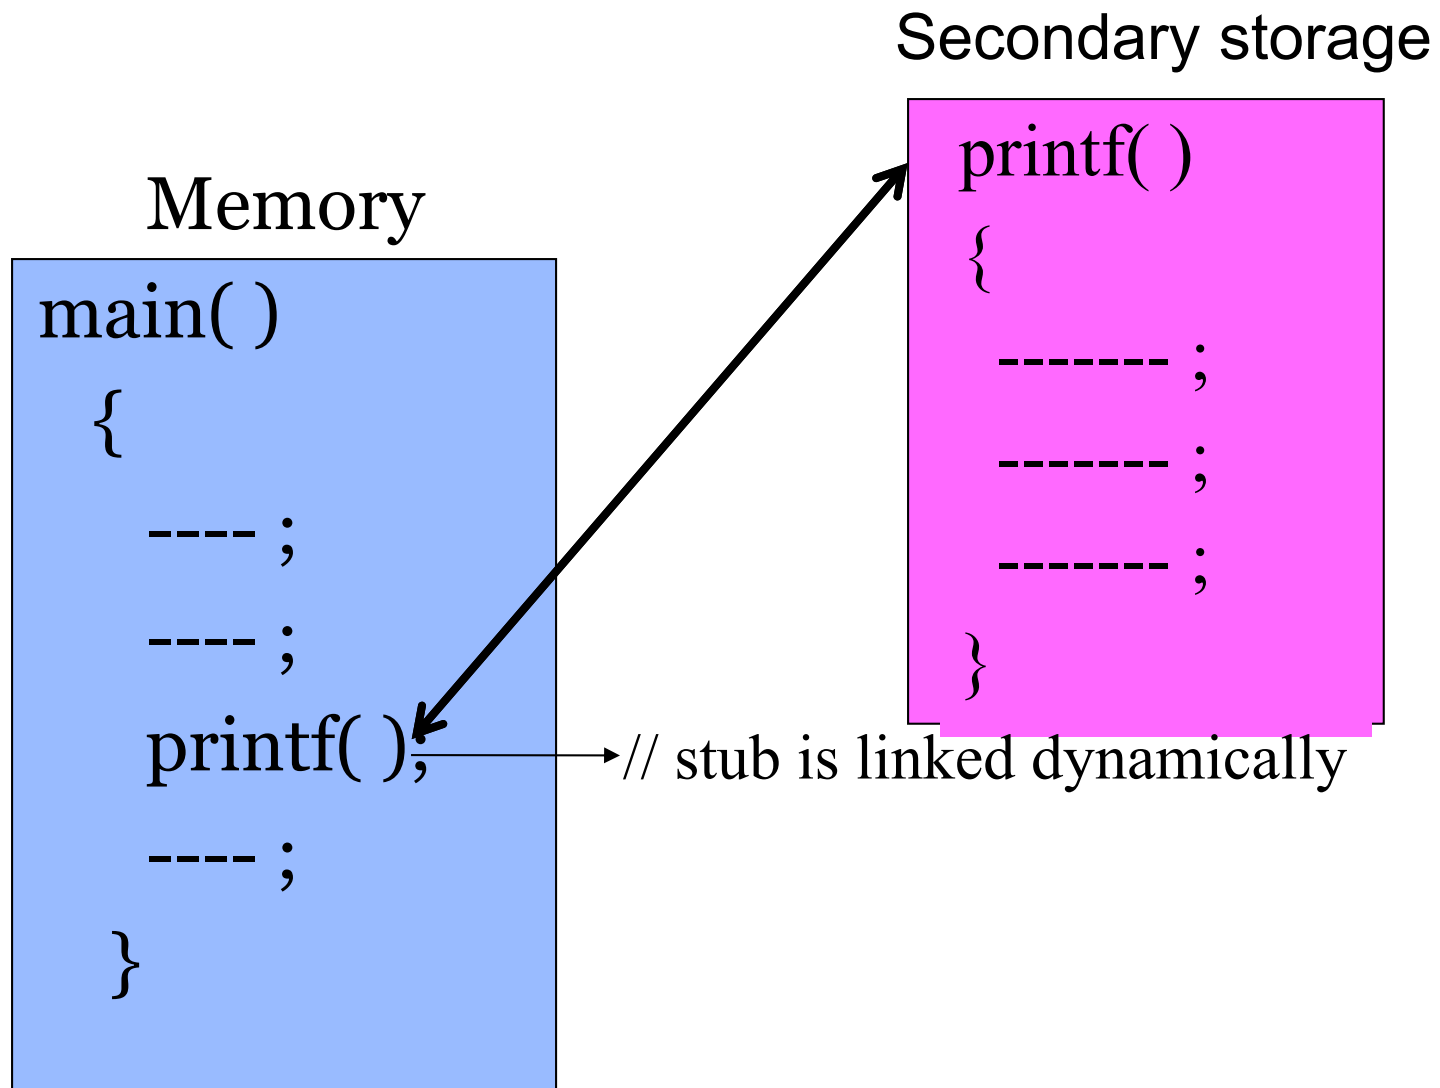 Secondary storage
Memory
main( )
{
---- ;
---- ;
printf( );
---- ;
}
printf( )
{
------- ;
------- ;
------- ;
}
// stub is linked dynamically